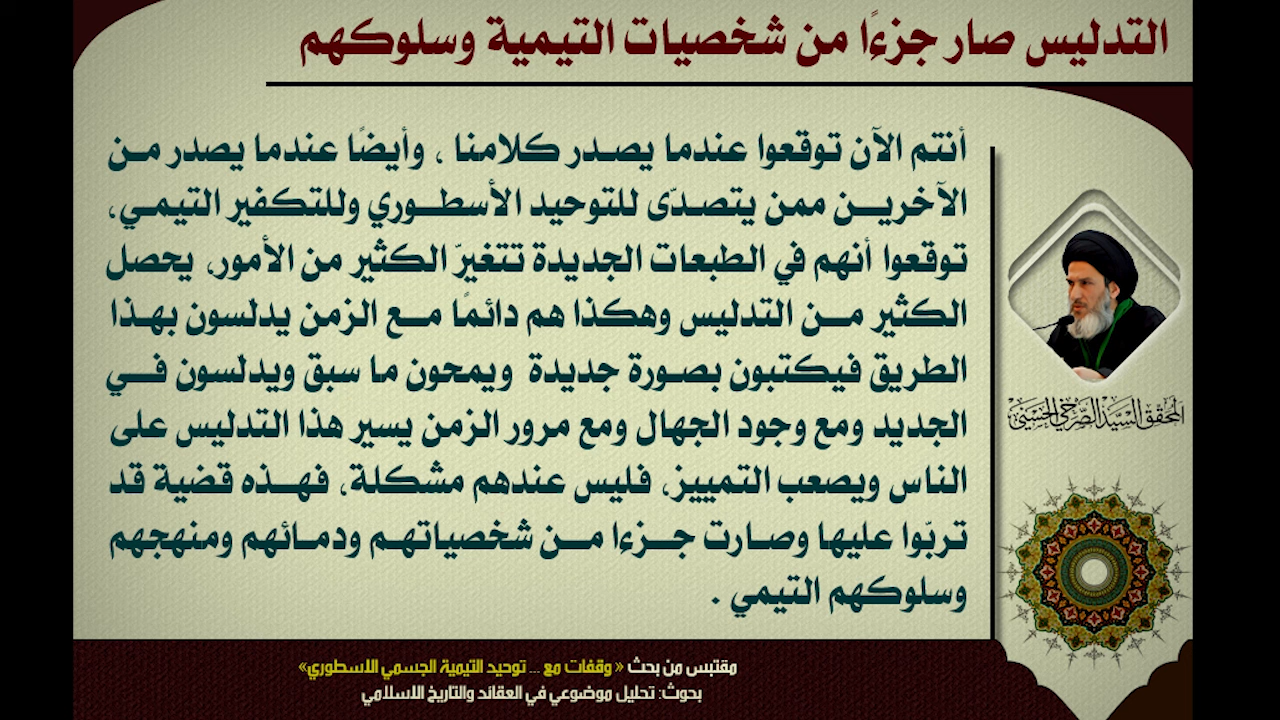 التدليس صار جزءًا من شخصيات التيمية وسلوكهم
أنتم الآن توقعوا عندما يصدر كلامنا ، وأيضًا عندما يصدر من
الآخرين ممن يتصدّى للتوحيد الأسطوري وللتكفير التيمي،
توقعوا أنهم في الطبعات الجديدة تتغيّر الكثير من الأمور، يحصل
الكثير من التدليس وهكذا هم دائمًا مع الزمن يدلسون بهذا
الطريق فيكتبون بصورة جديدة ويمحون ما سبق ويدلّسون في
الجديد ومع وجود الجهال ومع مرور الزمن يسير هذا التدليس على
الناس ويصعب التمييز، فليس عندهم مشكلة، فهذه قضية قد
تربّوا عليها وصارت جزءا من شخصياتهم ودمائهم ومنهجهم
وسلوكهم التيمي .
المحقق السيد الصرخي الحسني
مقتبس من بحث « وقفات مع ... توحيد التيمية الجسمي الاسطوري»
بحوث: تحليل موضوعي في العقائد والتاريخ الاسلامي